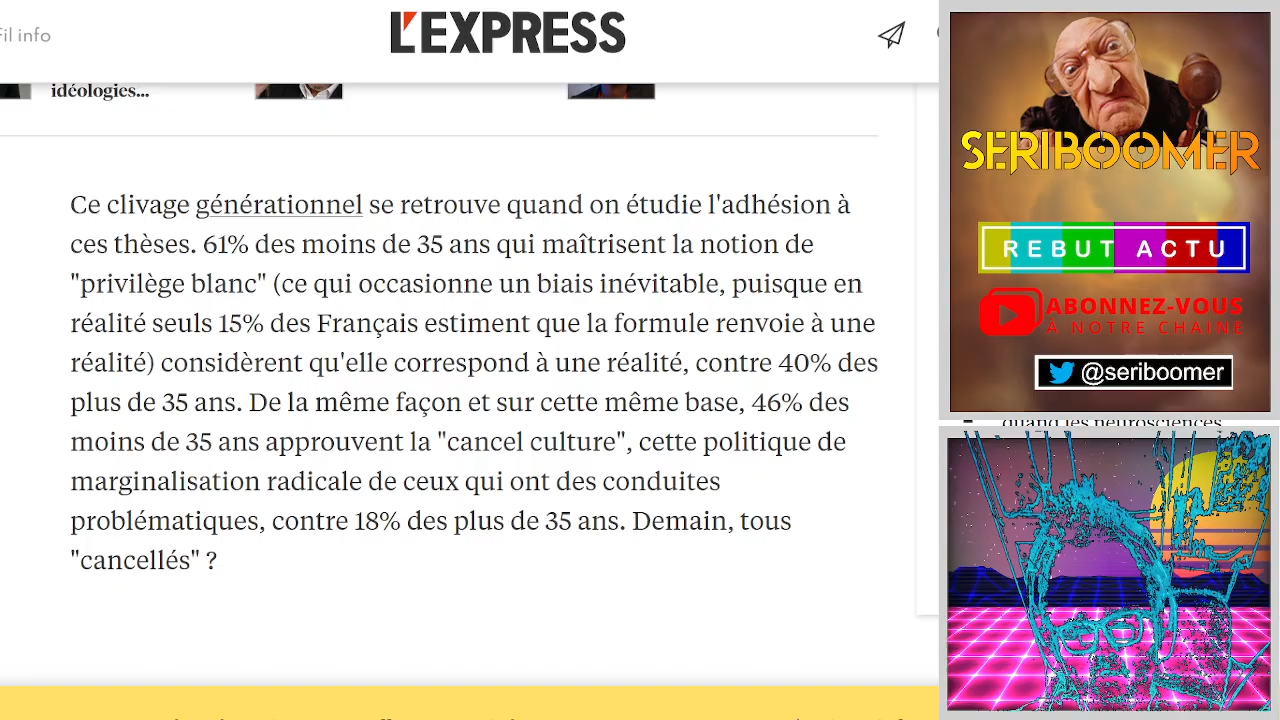 Fil info
L'EXPRESS
idéologies...
Ce clivage générationnel se retrouve quand on étudie l'adhésion à
ces thèses. 61% des moins de 35 ans qui maîtrisent la notion de
"privilège blanc" (ce qui occasionne un biais inévitable, puisque en
réalité seuls 15% des Français estiment que la formule renvoie à une
réalité) considèrent qu'elle correspond à une réalité, contre 40% des
plus de 35 ans. De la même façon et sur cette même base, 46% des
moins de 35 ans approuvent la "cancel culture", cette politique de
marginalisation radicale de ceux qui ont des conduites
problématiques, contre 18% des plus de 35 ans. Demain, tous
"cancellés" ?
SERIBOOMER
REBUT ACTU
ABONNEZ-VOUS
À NOTRE CHAINE
@seriboomer
quand les neurosciences